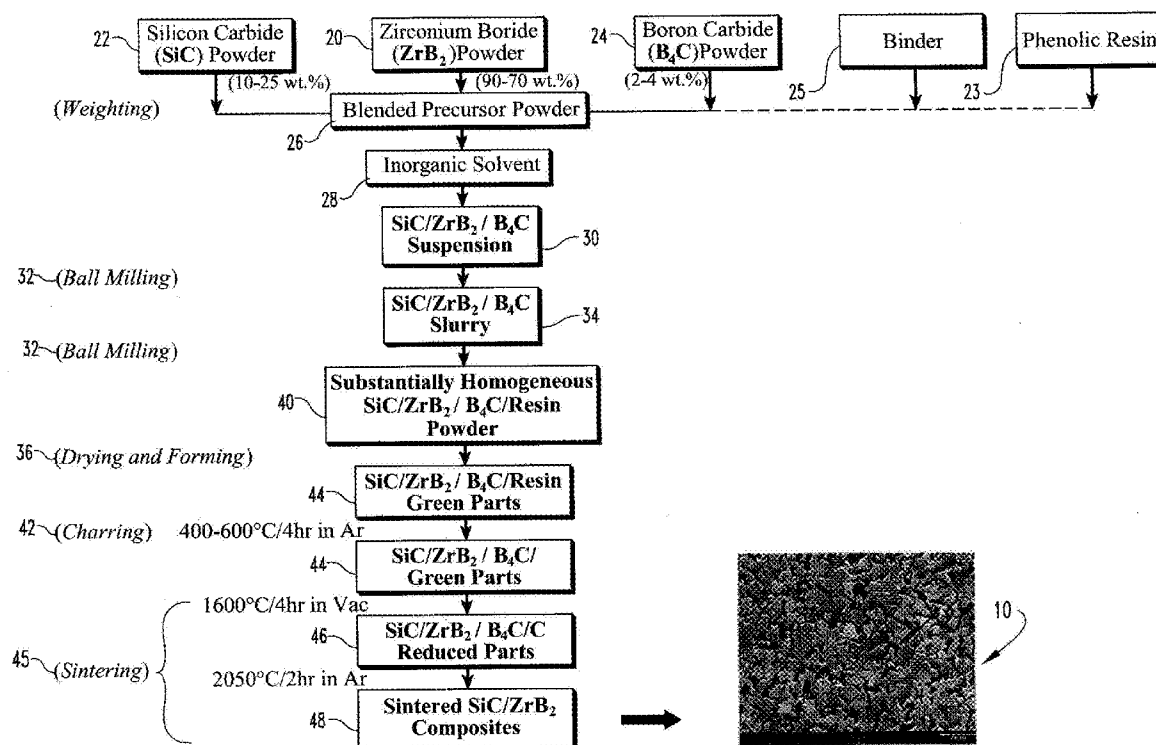 22
Silicon Carbide
(SiC) Powder
20
Zirconium Boride
(ZrB2)Powder
24
Boron Carbide
(B4C)Powder
25
Binder
23
Phenolic Resin
(10-25 wt.%)
(90-70 wt.%)
(2-4 wt.%)
(Weighting)
Blended Precursor Powder
26
Inorganic Solvent
28
SiC/ZrB2 / B4C
Suspension
30
32 (Ball Milling)
SiC/ZrB2 / B4C
Slurry
34
32 (Ball Milling)
40
Substantially Homogeneous
SiC/ZrB2 / B4C/Resin
Powder
36 (Drying and Forming)
44
SiC/ZrB2 / B4C/Resin
Green Parts
42 (Charring) 400-600°C/4hr in Ar
44
SiC/ZrB2 / B4C/
Green Parts
1600°C/4hr in Vac
46
SiC/ZrB2 / B4C/C
Reduced Parts
45 (Sintering)
2050°C/2hr in Ar
48
Sintered SiC/ZrB2
Composites
10